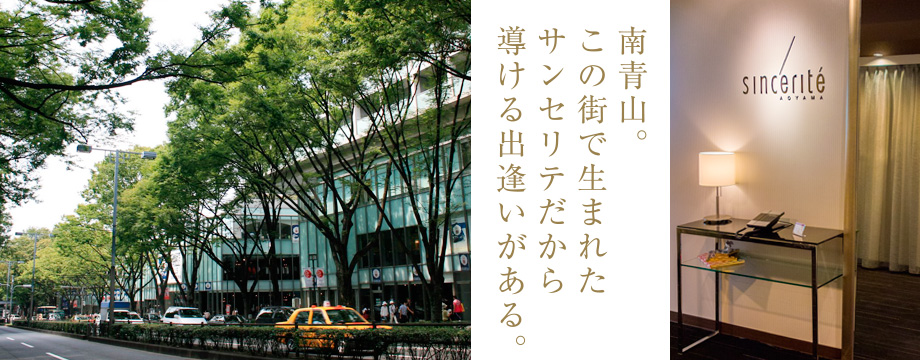 南青山。
この街で生まれた
サンセリテだから
導ける出逢いがある。
sincérité
AOYAMA